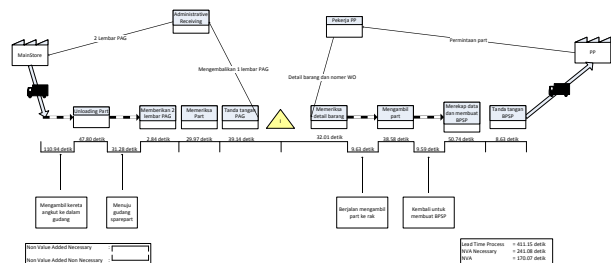 Administrative
Receiving
Pekerja PP
2 Lembar PAG
Permintaan part
MainStore
PP
Mengembalikan 1 lembar PAG
Detail barang dan nomer WO
Unloading Part
Memberikan 2
lembar PAG
Memeriksa
Part
Tanda tangan
PAG
I
Memeriksa
detail barang
Mengambil
part
Merekap data
dan membuat
BPSP
Tanda tangan
BPSP
47.80 detik
2.84 detik
29.97 detik
39.14 detik
32.01 detik
38.58 detik
50.74 detik
8.63 detik
110.94 detik
31.28 detik
9.63 detik
9.59 detik
Mengambil kereta
angkut ke dalam
gudang
Menuju
gudang
sparepart
Berjalan mengambil
part ke rak
Kembali untuk
membuat BPSP
Non Value Added Necessary :
Non Value Added Non Necessary :
Lead Time Process = 411.15 detik
NVA Necessary = 241.08 detik
NVA = 170.07 detik